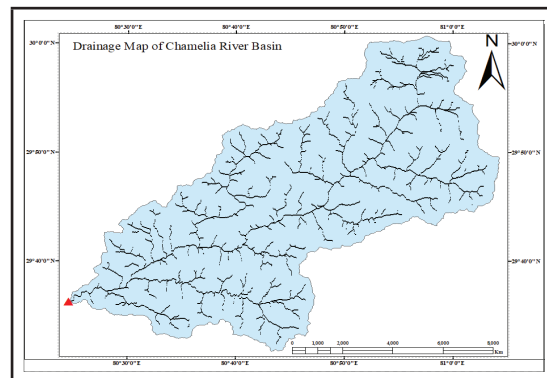 80°30'0"E 80°40'0"E 80°50'0"E 81°0'0"E
Drainage Map of Chamelia River Basin
N
30°0'0"N 30°0'0"N
29°50'0"N 29°50'0"N
29°40'0"N 29°40'0"N
0 1,000 2,000 4,000 6,000 8,000
Km
80°30'0"E 80°40'0"E 80°50'0"E 81°0'0"E